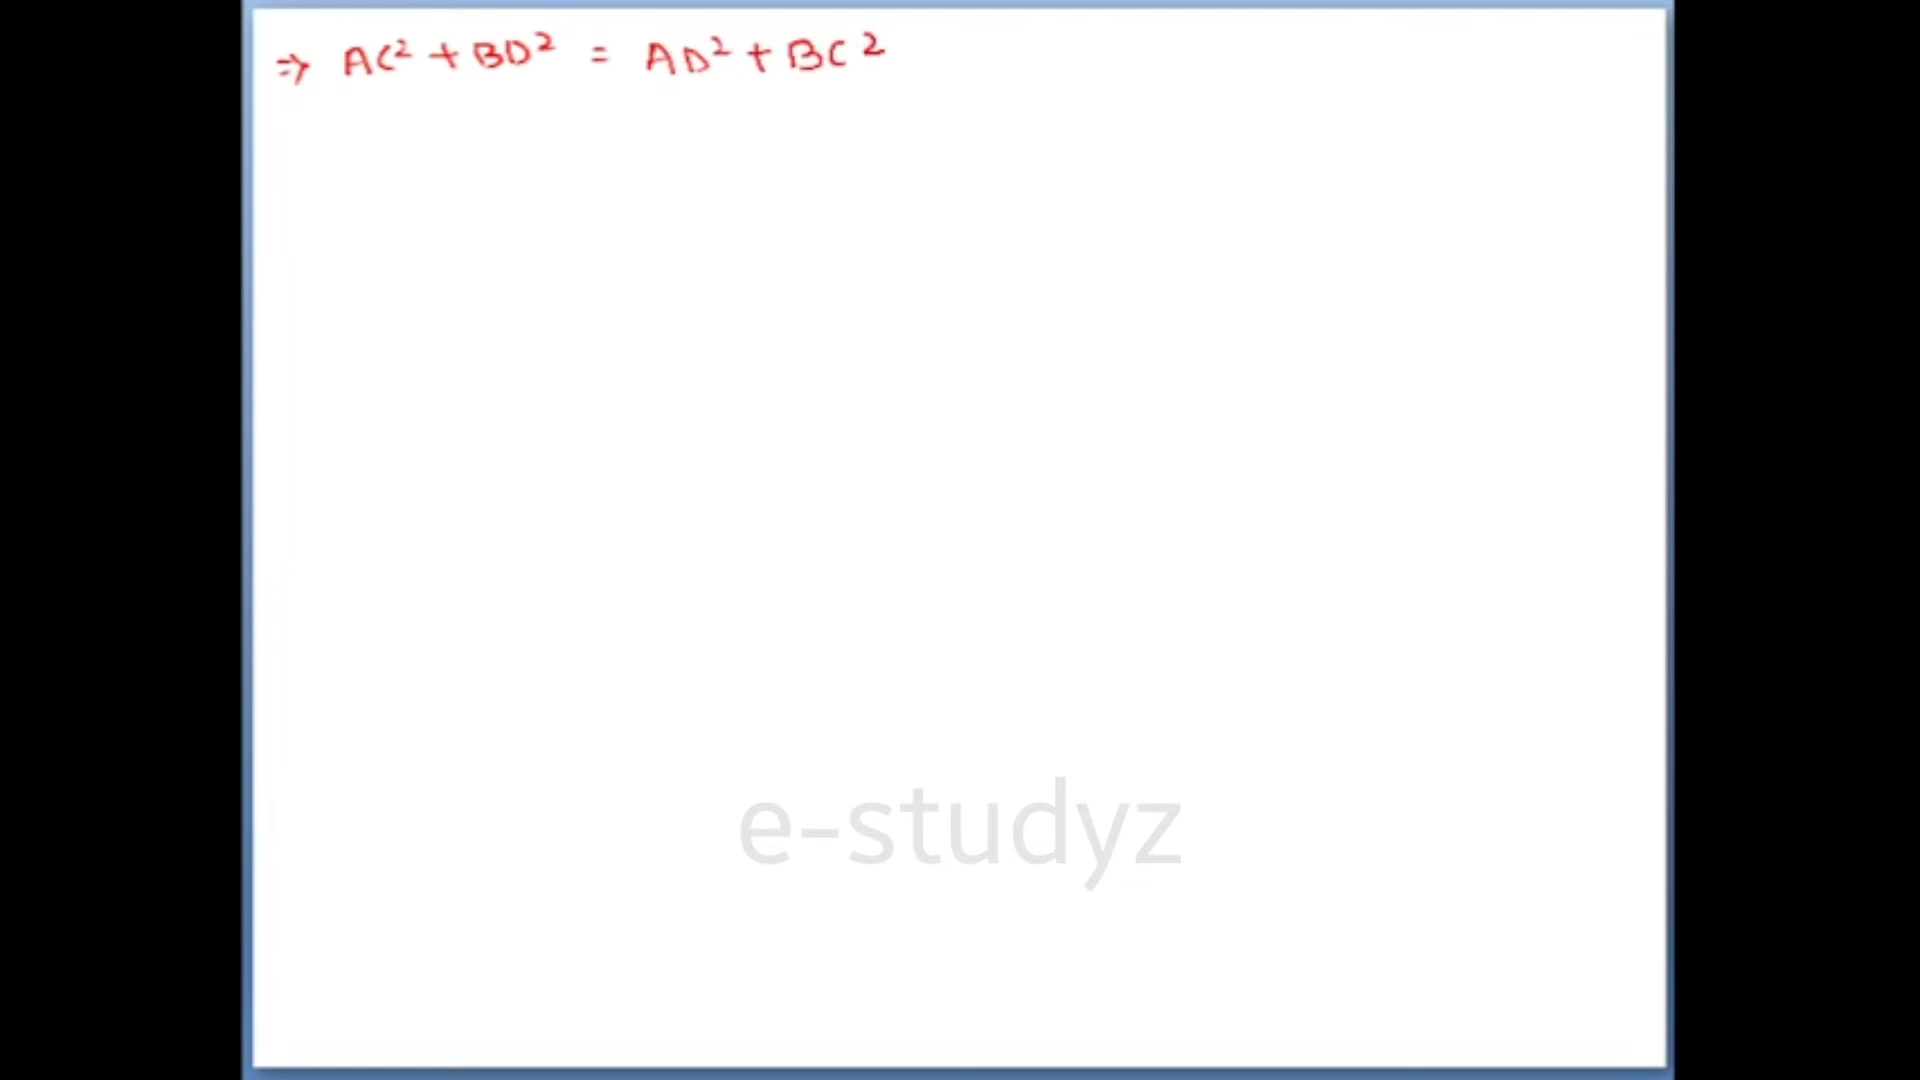 ⇒ AC² + BD² = AD² + BC²
e-studyz